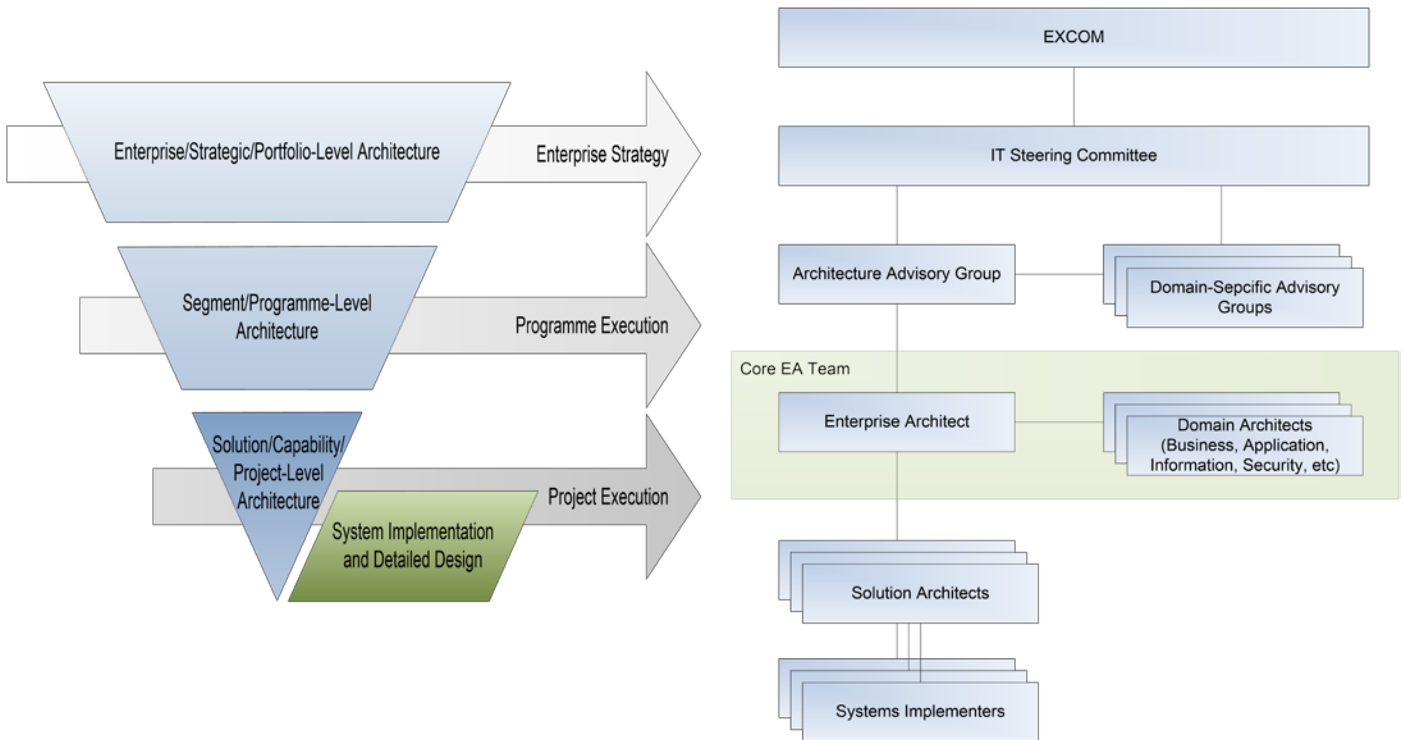 Enterprise/Strategic/Portfolio-Level Architecture
Enterprise Strategy
Segment/Programme-Level
Architecture
Programme Execution
Solution/Capability/
Project-Level
Architecture
Project Execution
System Implementation
and Detailed Design
EXCOM
IT Steering Committee
Architecture Advisory Group
Domain-Sepcific Advisory
Groups
Core EA Team
Enterprise Architect
Domain Architects
(Business, Application,
Information, Security, etc)
Solution Architects
Systems Implementers